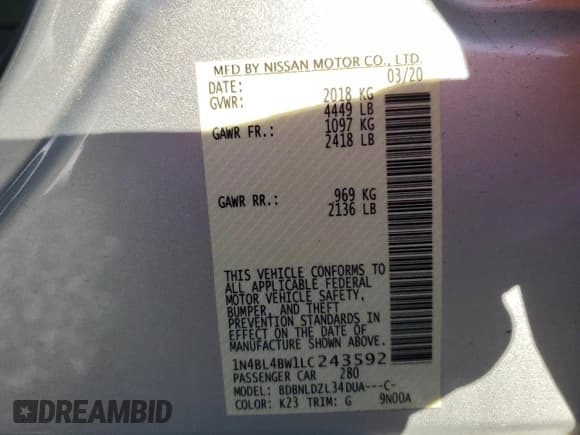 MFD BY NISSAN MOTOR CO., LTD.
DATE: 03/20
GVWR: 2018 KG
4449 LB
GAWR FR.: 1097 KG
2418 LB
GAWR RR.: 969 KG
2136 LB
THIS VEHICLE CONFORMS TO
ALL APPLICABLE FEDERAL
MOTOR VEHICLE SAFETY,
BUMPER, AND THEFT
PREVENTION STANDARDS IN
EFFECT ON THE DATE OF
MANUFACTURE SHOWN ABOVE.
1N4BL4BW1LC243592
PASSENGER CAR 280
MODEL: BDBNLDZL34DUA---C-
COLOR: K23 TRIM: G 9N00A
DREAMBID